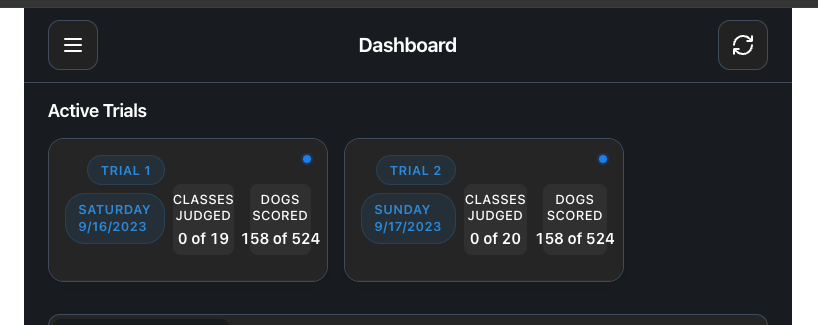 Dashboard
Active Trials
TRIAL 1
SATURDAY
9/16/2023
CLASSES
JUDGED
0 of 19
DOGS
SCORED
158 of 524
TRIAL 2
SUNDAY
9/17/2023
CLASSES
JUDGED
0 of 20
DOGS
SCORED
158 of 524